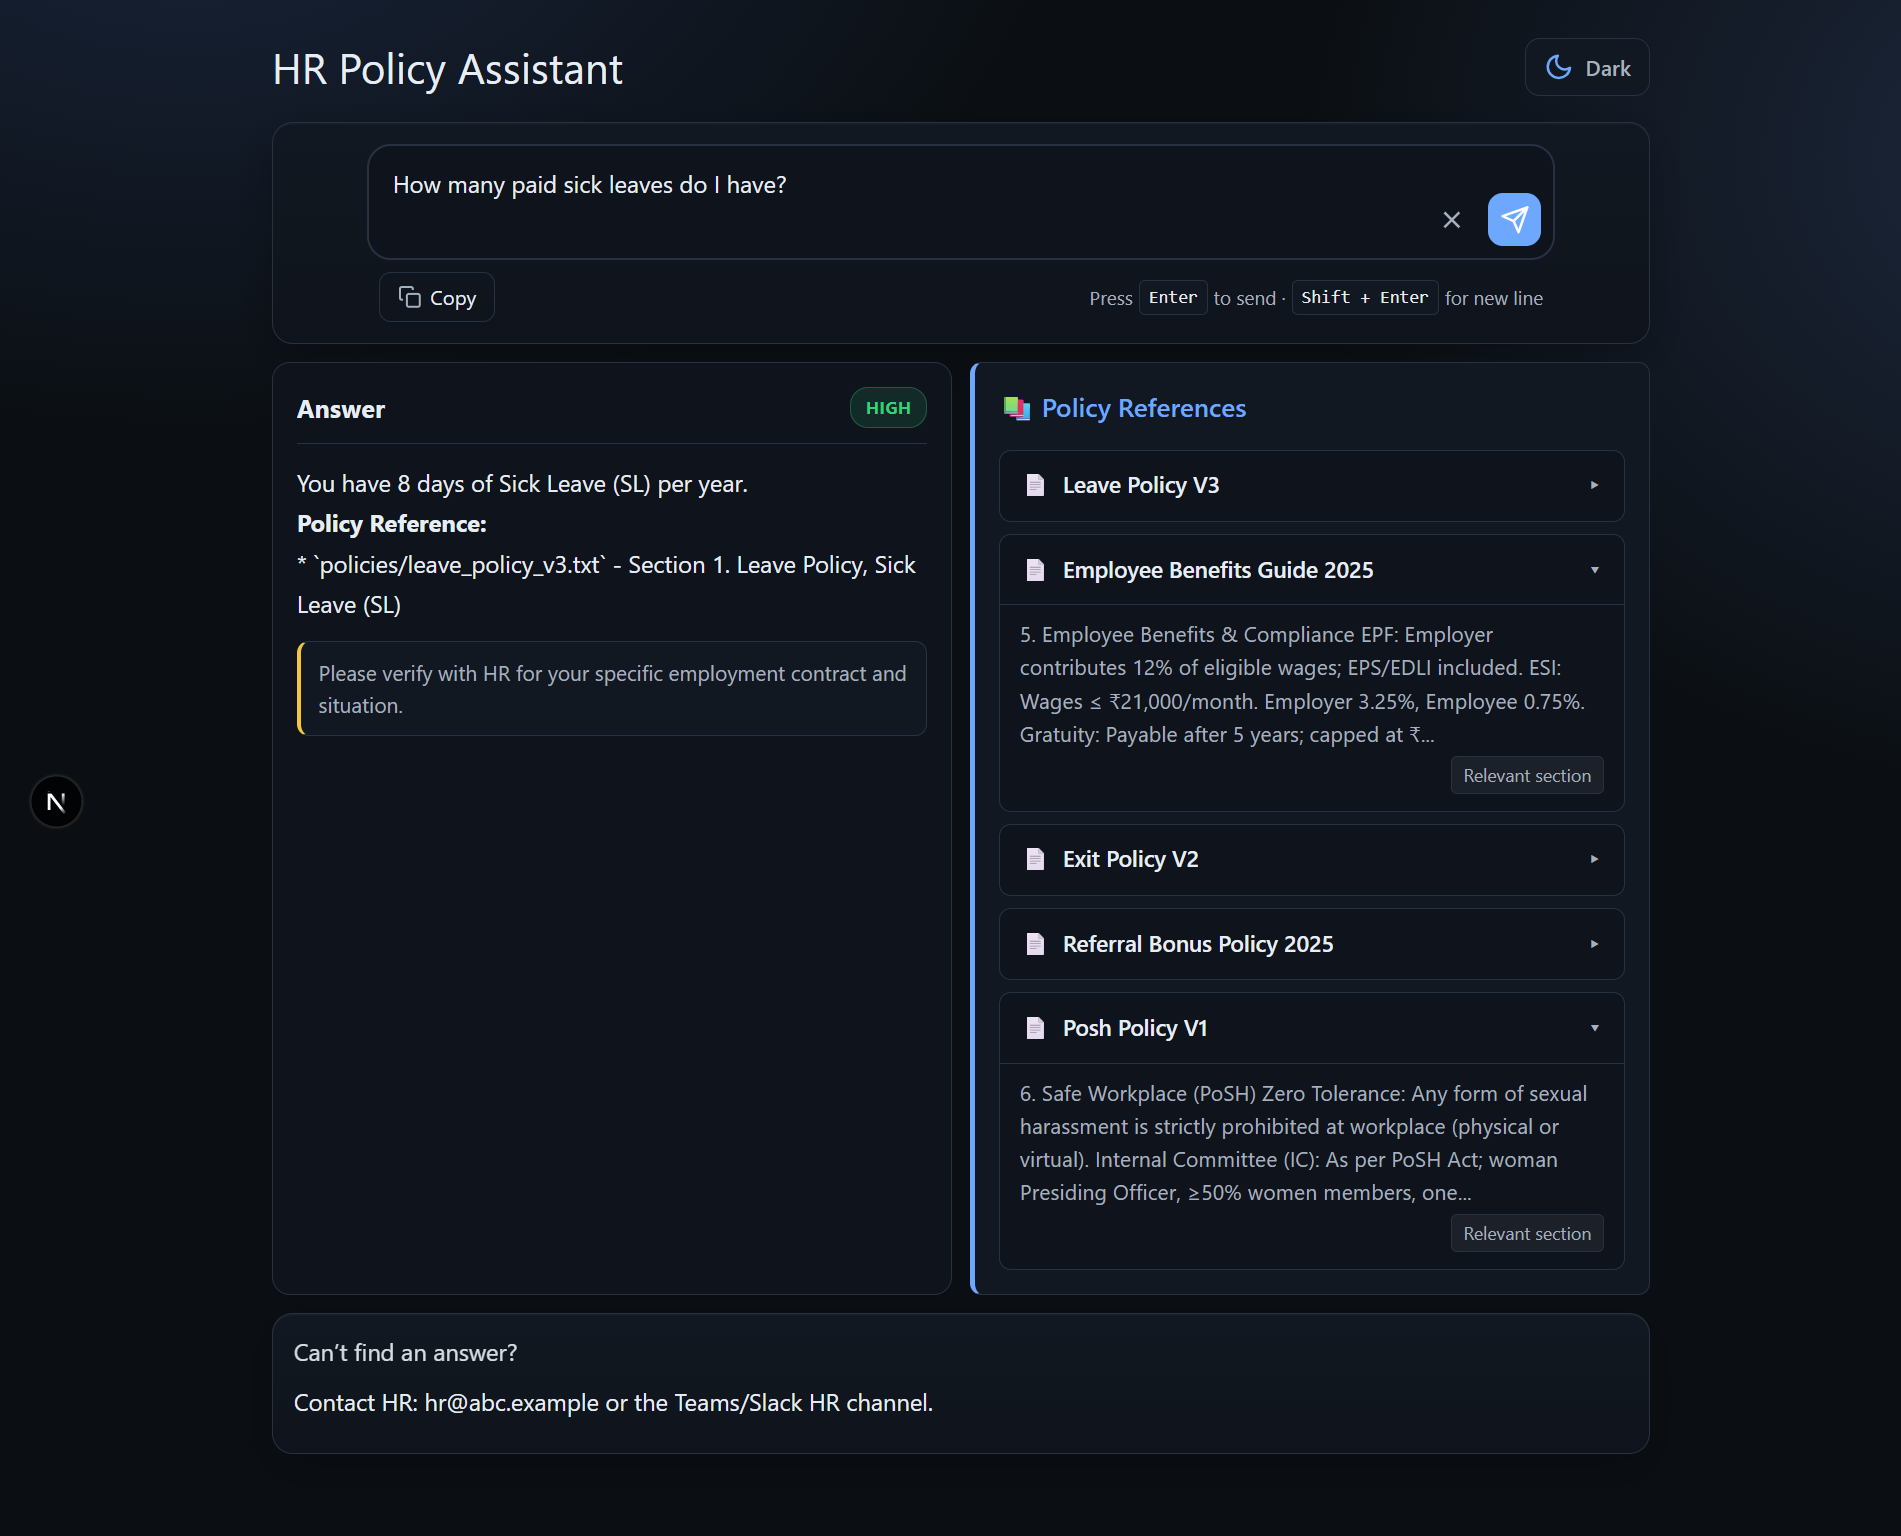 HR Policy Assistant
Dark
How many paid sick leaves do I have?
Copy
Press Enter to send · Shift + Enter for new line
Answer
HIGH
You have 8 days of Sick Leave (SL) per year.
Policy Reference:
* `policies/leave_policy_v3.txt` - Section 1. Leave Policy, Sick
Leave (SL)
Please verify with HR for your specific employment contract and
situation.
Policy References
Leave Policy V3
Employee Benefits Guide 2025
5. Employee Benefits & Compliance EPF: Employer
contributes 12% of eligible wages; EPS/EDLI included. ESI:
Wages ≤ ₹21,000/month. Employer 3.25%, Employee 0.75%.
Gratuity: Payable after 5 years; capped at ₹...
Relevant section
Exit Policy V2
Referral Bonus Policy 2025
Posh Policy V1
6. Safe Workplace (PoSH) Zero Tolerance: Any form of sexual
harassment is strictly prohibited at workplace (physical or
virtual). Internal Committee (IC): As per PoSH Act; woman
Presiding Officer, ≥50% women members, one...
Relevant section
N
Can’t find an answer?
Contact HR: hr@abc.example or the Teams/Slack HR channel.